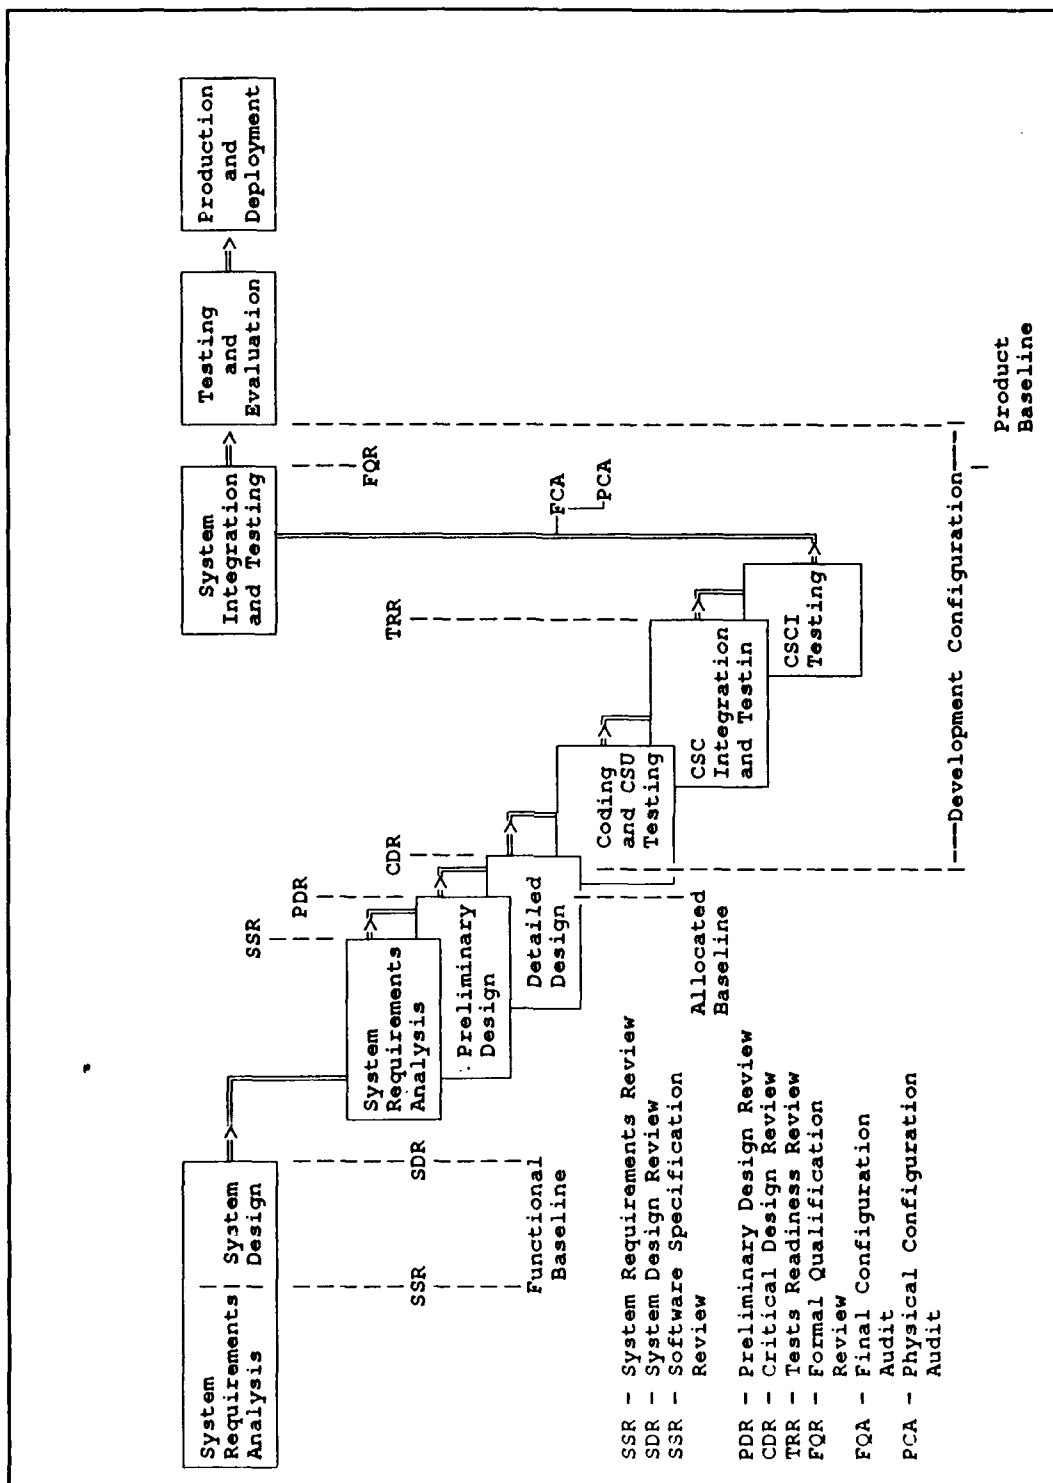 System
Requirements
Analysis
System
Design
System
Integration
and Testing
Testing
and
Evaluation
Production
and
Deployment
SSR
SDR
Functional
Baseline
System
Requirements
Analysis
SSR
Preliminary
Design
PDR
Detailed
Design
CDR
Allocated
Baseline
Coding
and CSU
Testing
CSC
Integration
and Testin
TRR
CSCI
Testing
FCA
PCA
FQR
---Development Configuration---
Product
Baseline
SSR - System Requirements Review
SDR - System Design Review
SSR - Software Specification
Review
PDR - Preliminary Design Review
CDR - Critical Design Review
TRR - Tests Readiness Review
FQR - Formal Qualification
Review
FQA - Final Configuration
Audit
PCA - Physical Configuration
Audit